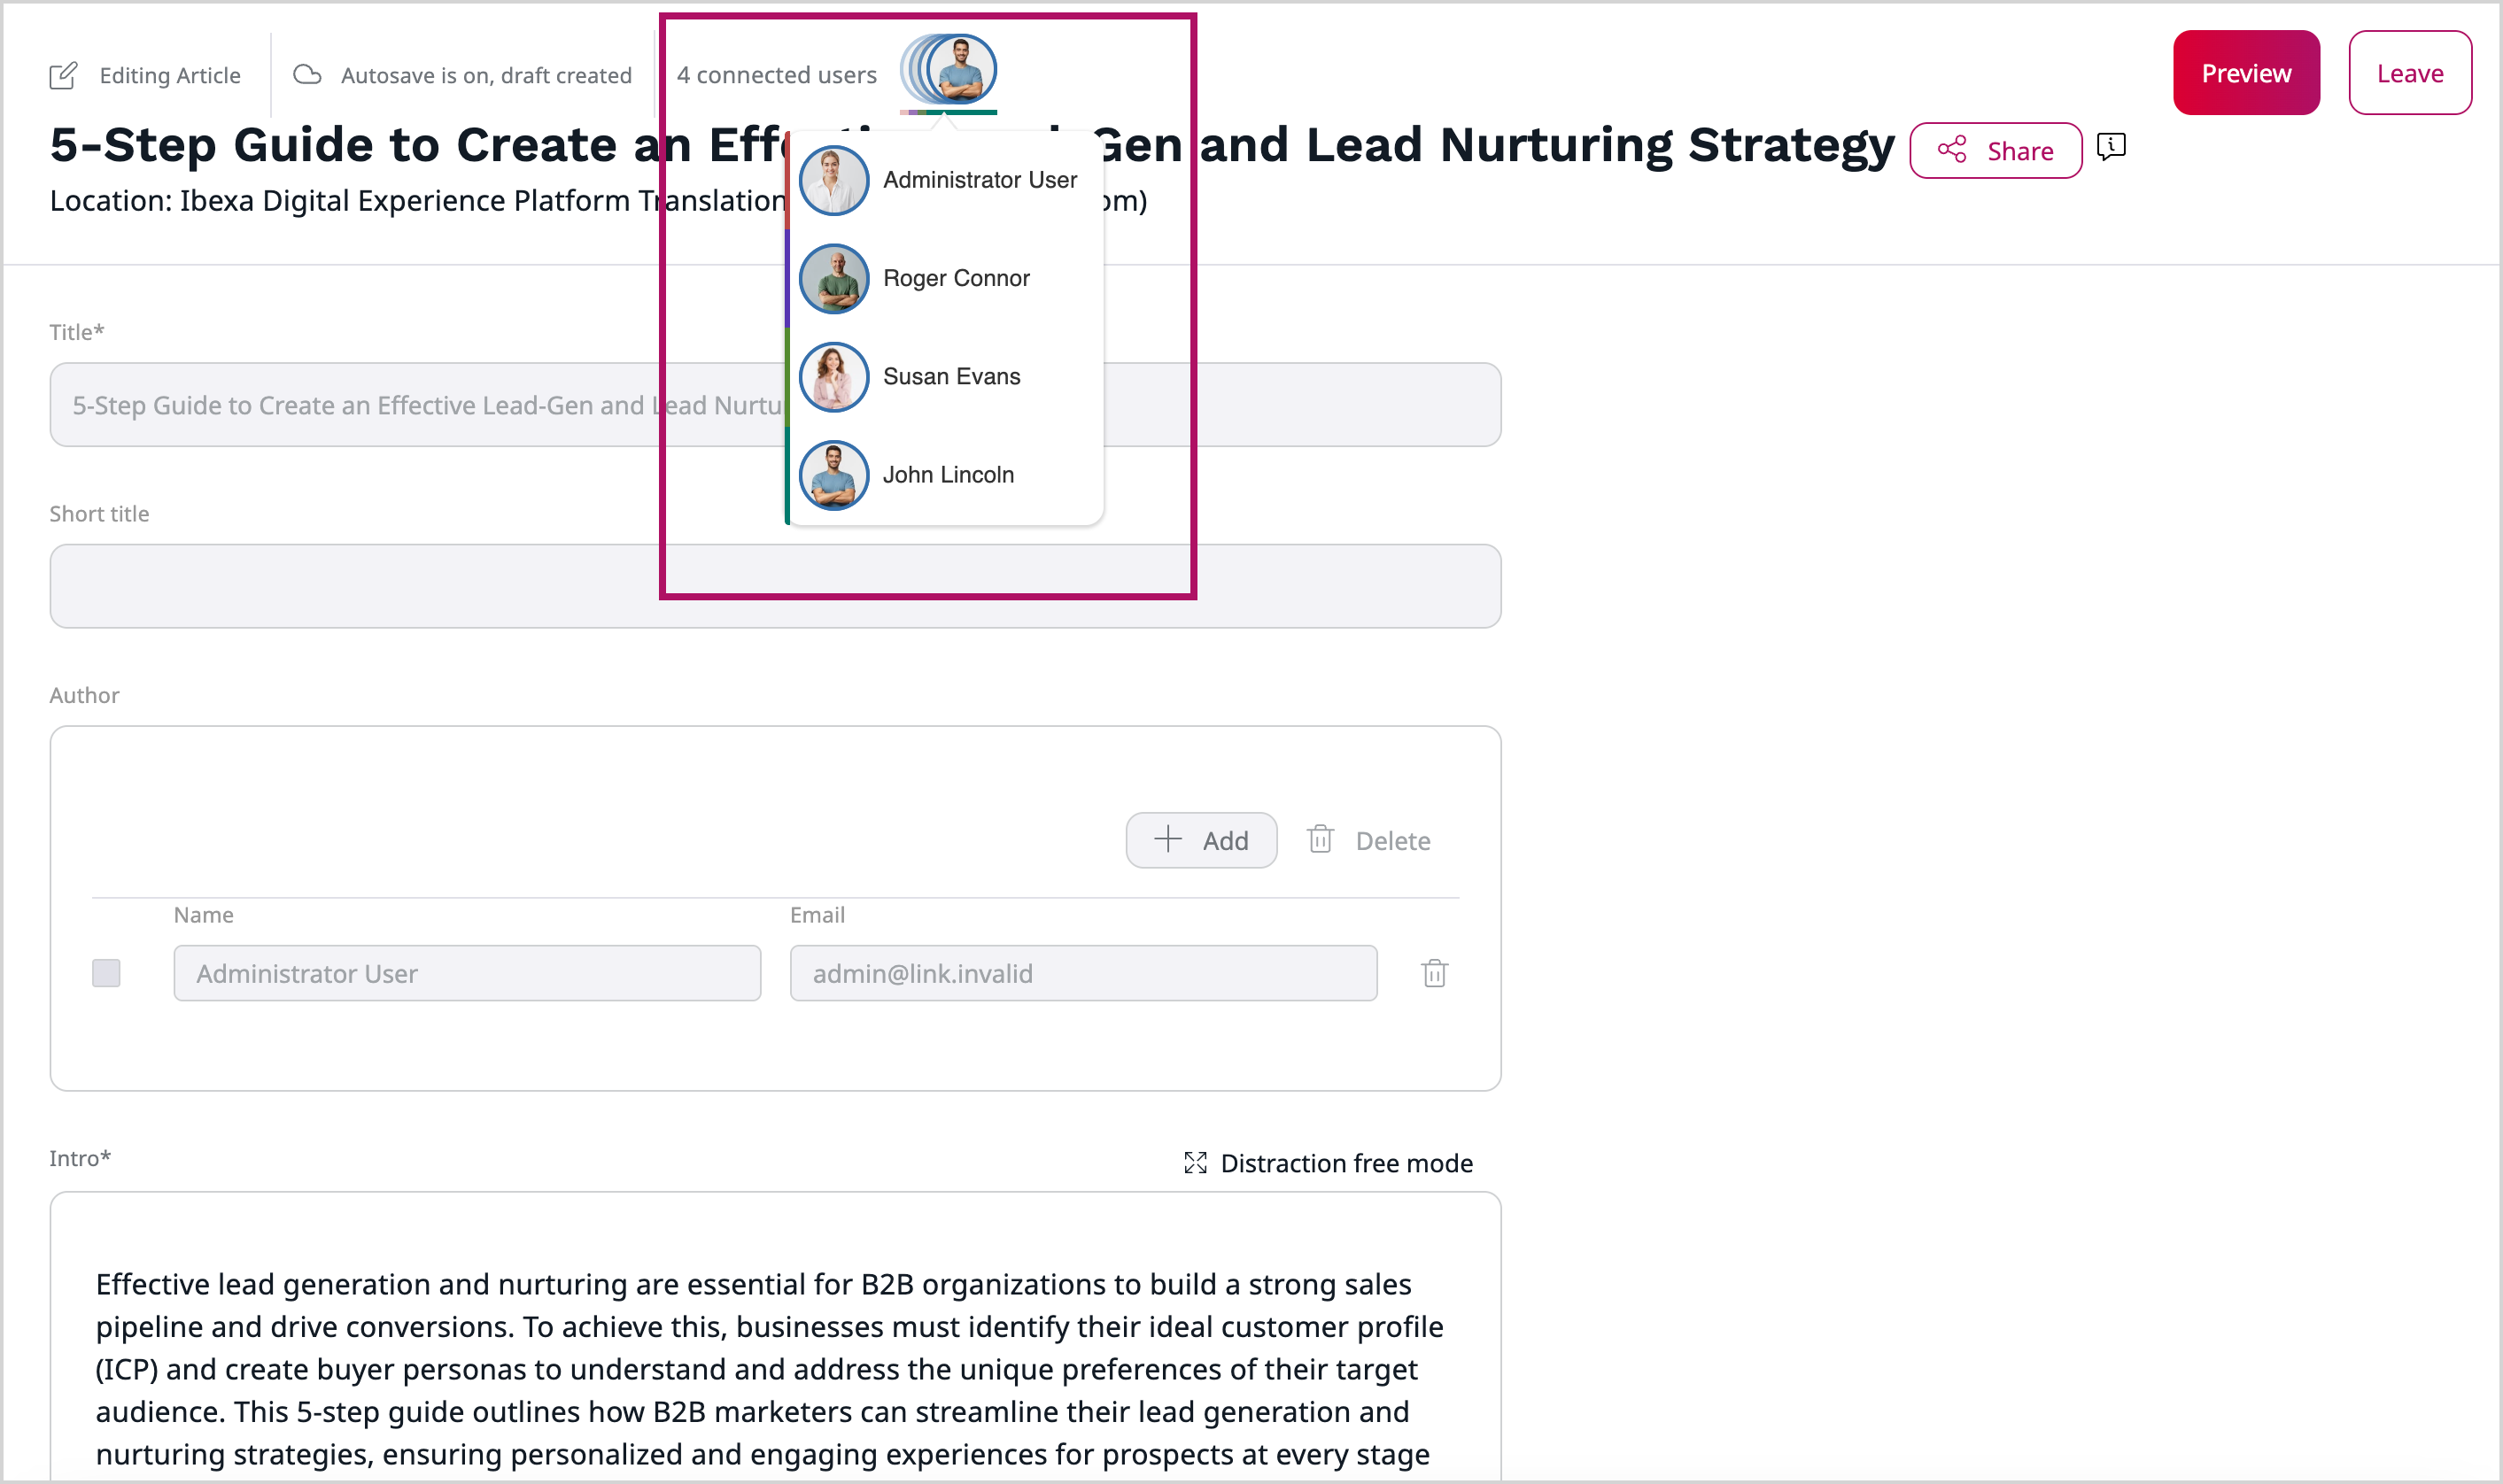 Editing Article
Autosave is on, draft created
4 connected users
Preview
Leave
5-Step Guide to Create an Gen and Lead Nurturing Strategy
Share
Location: Ibexa Digital Experience Platform
Administrator User
Roger Connor
Susan Evans
John Lincoln
Title*
5-Step Guide to Create an Effective Lead-Gen and Lead
Short title
Author
Add
Delete
Name
Email
Administrator User
admin@link.invalid
Intro*
Distraction free mode
Effective lead generation and nurturing are essential for B2B organizations to build a strong sales
pipeline and drive conversions. To achieve this, businesses must identify their ideal customer profile
(ICP) and create buyer personas to understand and address the unique preferences of their target
audience. This 5-step guide outlines how B2B marketers can streamline their lead generation and
nurturing strategies, ensuring personalized and engaging experiences for prospects at every stage